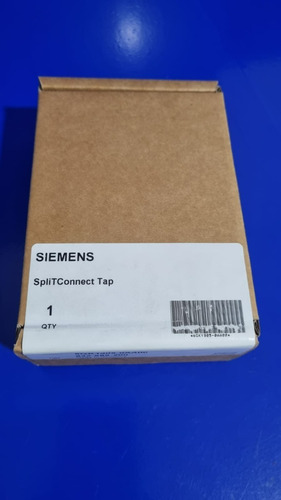 SIEMENS
SpliTConnect Tap
1
QTY